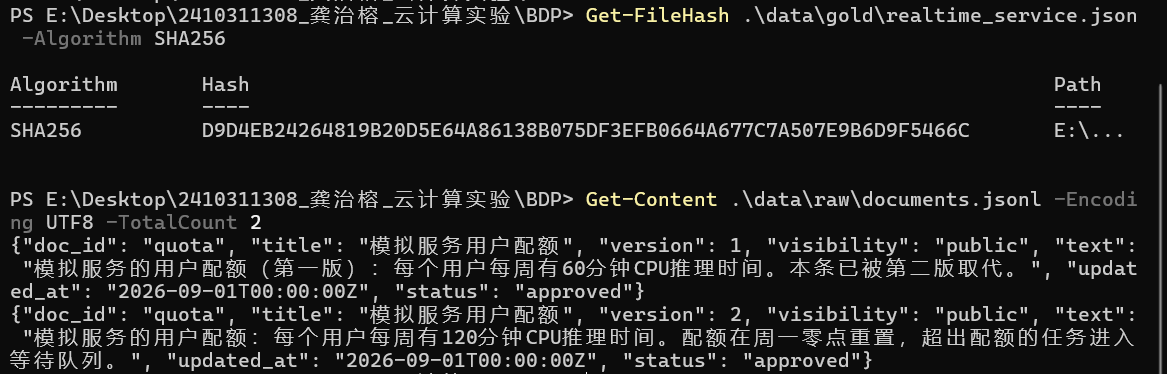 PS E:\Desktop\2410311308_龚治榕_云计算实验\BDP> Get-FileHash .\data\gold\realtime_service.json
-Algorithm SHA256
Algorithm Hash Path
--------- ---- ----
SHA256 D9D4EB24264819B20D5E64A86138B075DF3EFB0664A677C7A507E9B6D9F5466C E:\...
PS E:\Desktop\2410311308_龚治榕_云计算实验\BDP> Get-Content .\data\raw\documents.jsonl -Encodi
ng UTF8 -TotalCount 2
{"doc_id": "quota", "title": "模拟服务用户配额", "version": 1, "visibility": "public", "text":
"模拟服务的用户配额（第一版）：每个用户每周有60分钟CPU推理时间。本条已被第二版取代。", "updat
ed_at": "2026-09-01T00:00:00Z", "status": "approved"}
{"doc_id": "quota", "title": "模拟服务用户配额", "version": 2, "visibility": "public", "text":
"模拟服务的用户配额：每个用户每周有120分钟CPU推理时间。配额在周一零点重置，超出配额的任务进入
等待队列。", "updated_at": "2026-09-01T00:00:00Z", "status": "approved"}